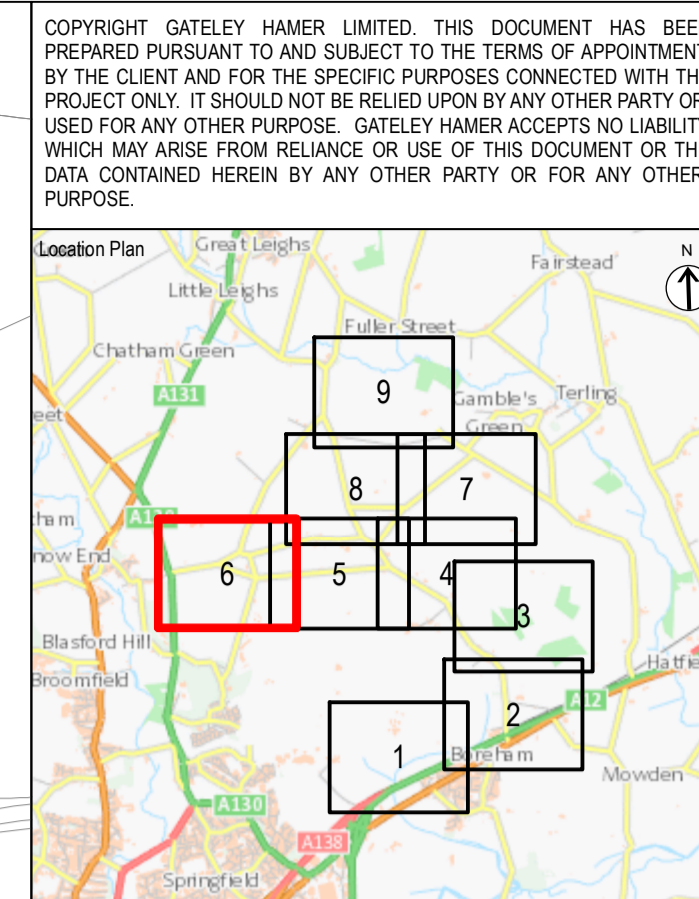 COPYRIGHT GATELEY HAMER LIMITED. THIS DOCUMENT HAS BEE
PREPARED PURSUANT TO AND SUBJECT TO THE TERMS OF APPOINTMENT
BY THE CLIENT AND FOR THE SPECIFIC PURPOSES CONNECTED WITH TH
PROJECT ONLY. IT SHOULD NOT BE RELIED UPON BY ANY OTHER PARTY OR
USED FOR ANY OTHER PURPOSE. GATELEY HAMER ACCEPTS NO LIABILITY
WHICH MAY ARISE FROM RELIANCE OR USE OF THIS DOCUMENT OR TH
DATA CONTAINED HEREIN BY ANY OTHER PARTY OR FOR ANY OTHER
PURPOSE.
Location Plan
Great Leighs
N
Fairstead
Little Leighs
Fuller Street
Chatham Green
A131
9
Gamble's
Green
Terling
eet
8
7
ham
now End
6
5
4
3
Blasford Hill
Broomfield
Hatfie
A12
2
1
Boreham
Mowden
A130
A138
Springfield